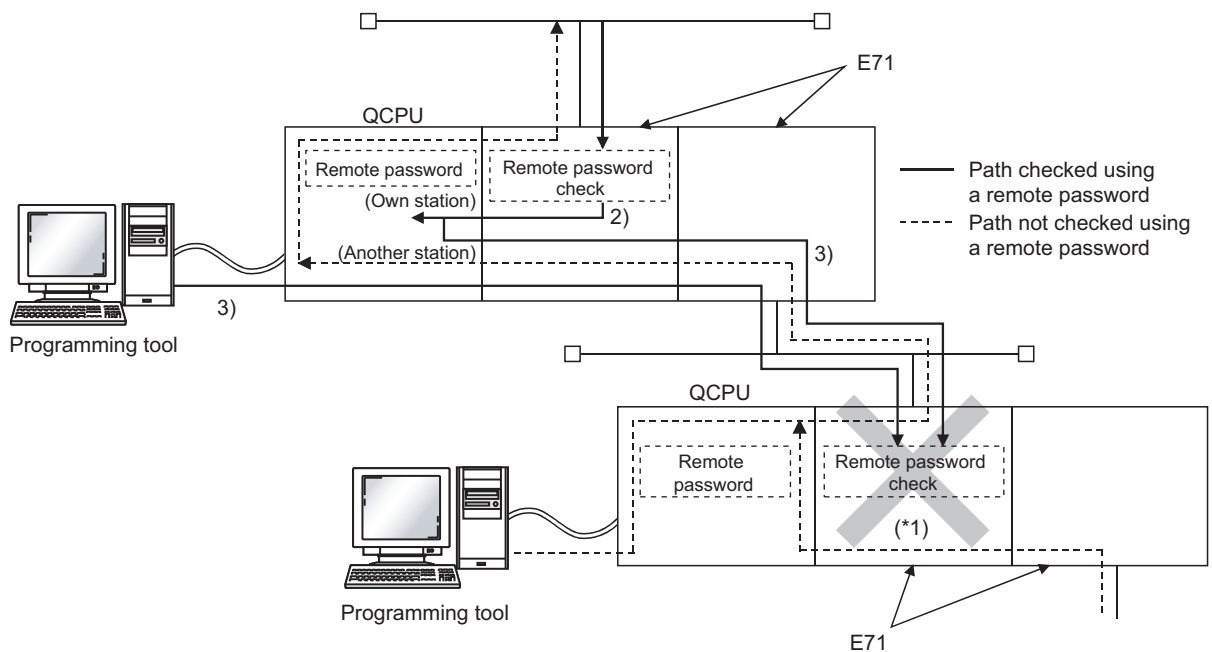 E71
QCPU
Remote password
Remote password
check
(Own station)
2)
(Another station)
3)
3)
Programming tool
Path checked using
a remote password
Path not checked using
a remote password
QCPU
Remote
password
Remote password
check
(*1)
Programming tool
E71